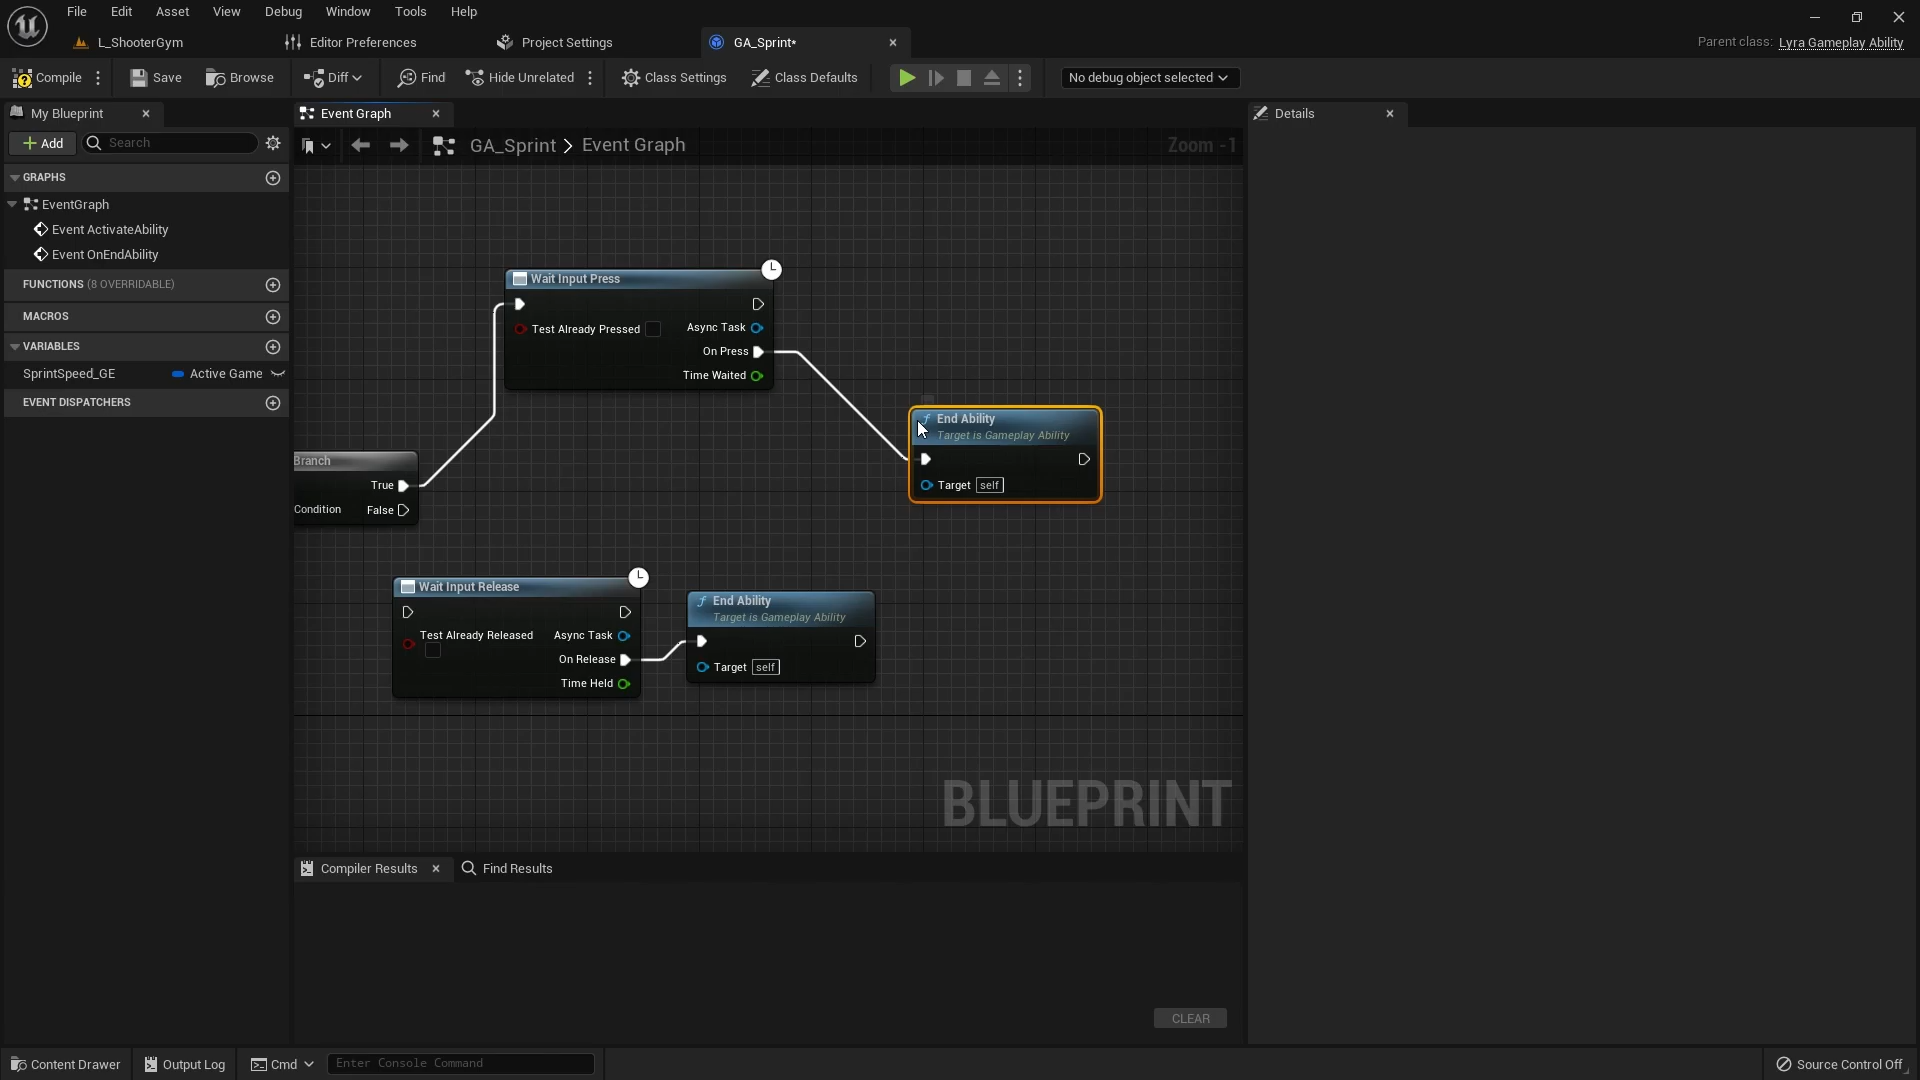 File Edit Asset View Debug Window Tools Help
L_ShooterGym Editor Preferences Project Settings GA_Sprint* Parent class: Lyra Gameplay Ability
Compile Save Browse Diff Find Hide Unrelated Class Settings Class Defaults No debug object selected
My Blueprint Event Graph Details
Add Search GA_Sprint > Event Graph Zoom -1
GRAPHS
EventGraph
Event ActivateAbility
Event OnEndAbility
FUNCTIONS (8 OVERRIDABLE)
MACROS
VARIABLES
SprintSpeed_GE Active Game
EVENT DISPATCHERS
Wait Input Press
Test Already Pressed Async Task
On Press
Time Waited
End Ability
Target is Gameplay Ability
Target self
Branch
True
Condition False
Wait Input Release
Test Already Released Async Task
On Release
Time Held
End Ability
Target is Gameplay Ability
Target self
BLUEPRINT
Compiler Results Find Results
CLEAR
Content Drawer Output Log Cmd Enter Console Command Source Control Off